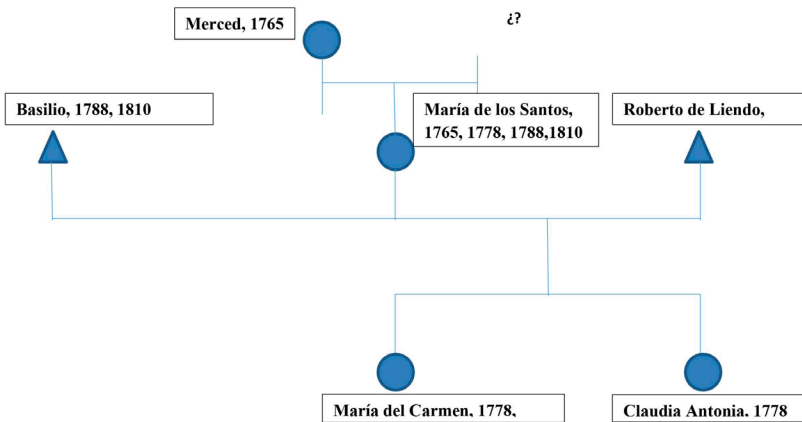 Merced, 1765
¿?
Basilio, 1788, 1810
María de los Santos,
1765, 1778, 1788,1810
Roberto de Liendo,
María del Carmen, 1778,
Claudia Antonia, 1778